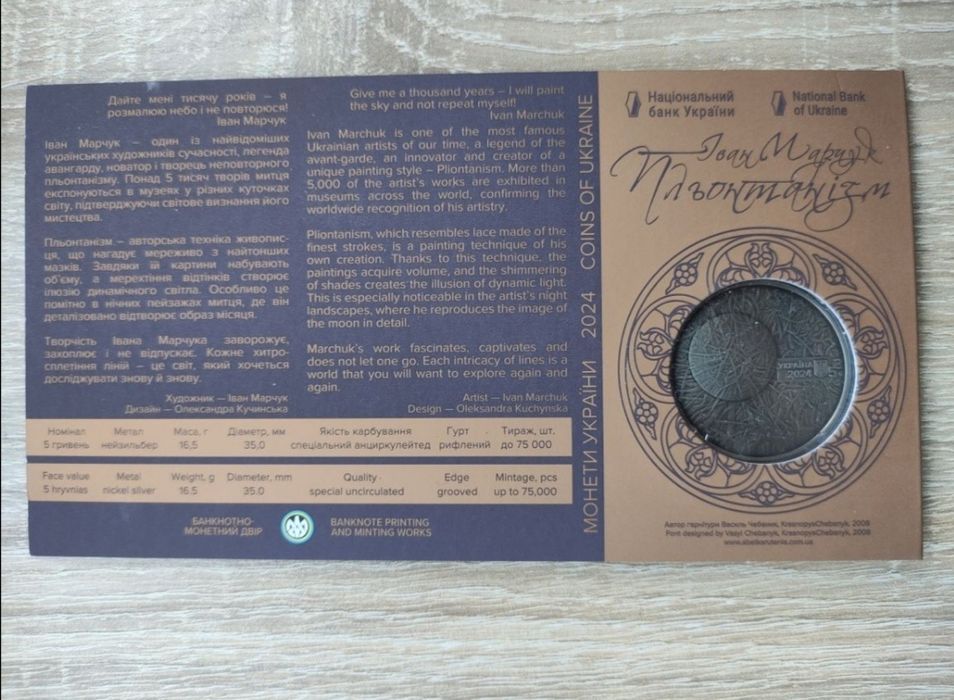 Дайте мені тисячу років – я
розмалюю небо і не повторюся!
Іван Марчук
Іван Марчук – один із найвідоміших
українських художників сучасності, легенда
авангарду, новатор і творець неповторного
пльонтанізму. Понад 5 тисяч творів митця
експонуються в музеях у різних куточках
світу, підтверджуючи світове визнання його
мистецтва.
Пльонтанізм – авторська техніка живопис-
ця, що нагадує мереживо з найтонших
мазків. Завдяки їй картини набувають
об'єму, а мерехтіння відтінків створює
ілюзію динамічного світла. Особливо це
помітно в нічних пейзажах митця, де він
деталізовано відтворює образ місяця.
Творчість Івана Марчука заворожує,
захоплює і не відпускає. Кожне хитро-
сплетіння ліній – це світ, який хочеться
досліджувати знову й знову.
Художник – Іван Марчук
Дизайн – Олександра Кучинська
Give me a thousand years – I will paint
the sky and not repeat myself!
Ivan Marchuk
Ivan Marchuk is one of the most famous
Ukrainian artists of our time, a legend of the
avant-garde, an innovator and creator of a
unique painting style – Pliontanism. More than
5,000 of the artist's works are exhibited in
museums across the world, confirming the
worldwide recognition of his artistry.
Pliontanism, which resembles lace made of the
finest strokes, is a painting technique of his
own creation. Thanks to this technique, the
paintings acquire volume, and the shimmering
of shades creates the illusion of dynamic light.
This is especially noticeable in the artist's night
landscapes, where he reproduces the image of
the moon in detail.
Marchuk's work fascinates, captivates and
does not let one go. Each intricacy of lines is a
world that you will want to explore again and
again.
Artist – Ivan Marchuk
Design – Oleksandra Kuchynska
Номінал Метал Маса, г Діаметр, мм Якість карбування Гурт Тираж, шт.
5 гривень нейзильбер 16,5 35,0 спеціальний анциркулейтед рифлений до 75 000
Face value Metal Weight, g Diameter, mm Quality Edge Mintage, pcs
5 hryvnias nickel silver 16.5 35.0 special uncirculated grooved up to 75,000
БАНКНОТНО-
МОНЕТНИЙ ДВІР
BANKNOTE PRINTING
AND MINTING WORKS
МОНЕТИ УКРАЇНИ 2024 COINS OF UKRAINE
Національний
банк України
National Bank
of Ukraine
Іван Марчук
Пльонтанізм
УКРАЇНА
2024
Автор гарнітури Василь Чебаник, KrasnopysChebanyk, 2009
Font designed by Vasyl Chebanyk, KrasnopysChebanyk, 2009